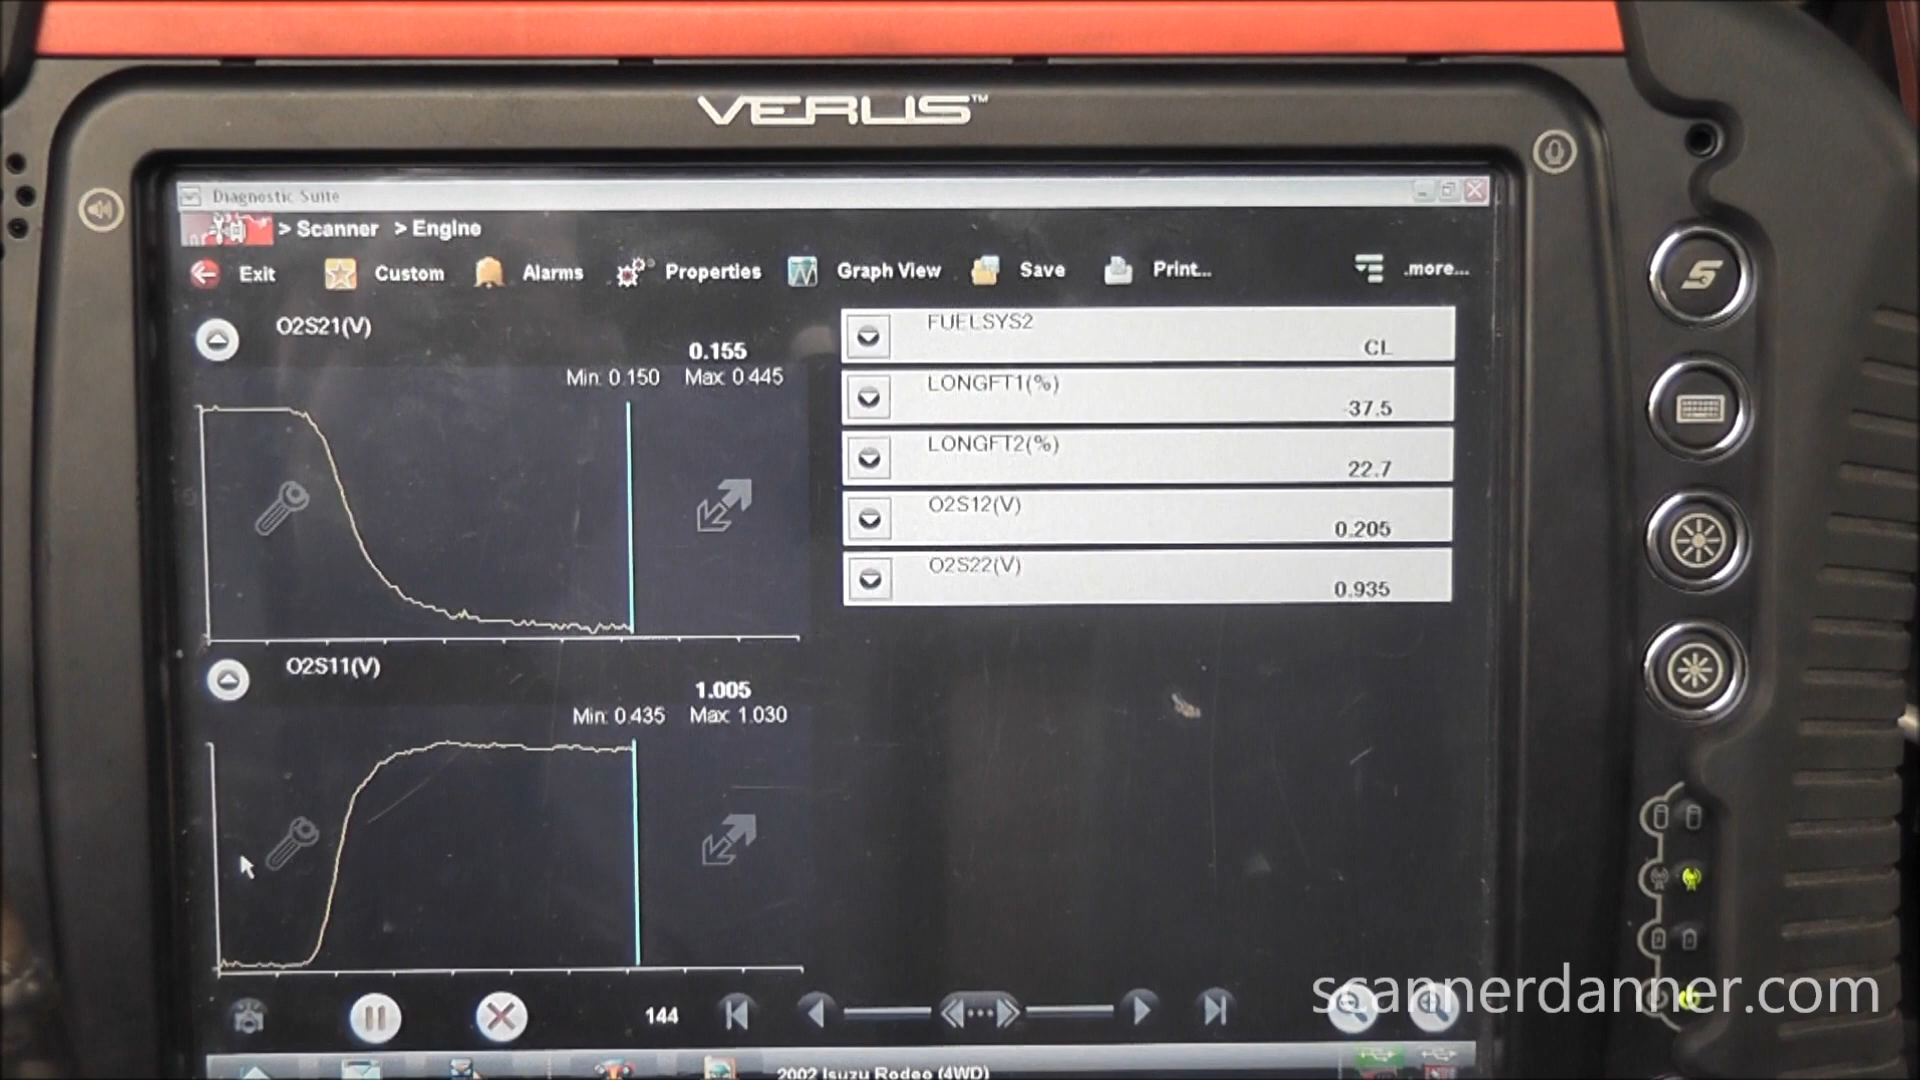 VERUS™
Diagnostic Suite
> Scanner > Engine
Exit Custom Alarms Properties Graph View Save Print... .more...
O2S21(V)
0.155
Min: 0.150 Max: 0.445
FUELSYS2
CL
LONGFT1(%)
-37.5
LONGFT2(%)
22.7
O2S12(V)
0.205
O2S22(V)
0.935
O2S11(V)
1.005
Min: 0.435 Max: 1.030
144
scannerdanner.com
2002 Isuzu Rodeo (4WD)